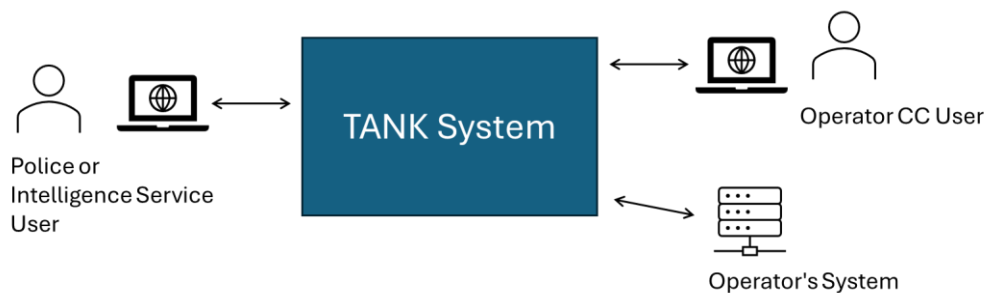 TANK System
Operator CC User
Police or
Intelligence Service
User
Operator's System